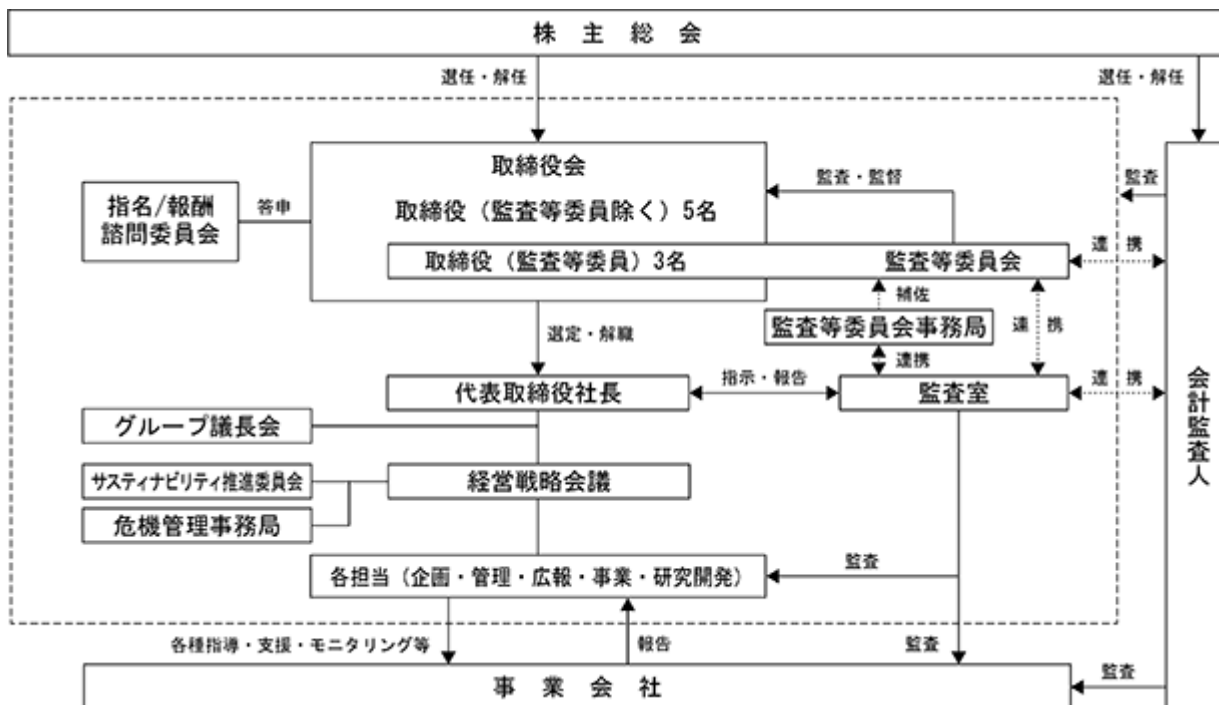 株主総会
選任・解任
選任・解任
取締役会
監査・監督
監査
指名/報酬
諮問委員会
答申
取締役（監査等委員除く）5名
取締役（監査等委員）3名
監査等委員会
連携
補佐
監査等委員会事務局
連携
選定・解職
連携
代表取締役社長
指示・報告
監査室
連携
会計監査人
グループ議長会
サスティナビリティ推進委員会
経営戦略会議
危機管理事務局
各担当（企画・管理・広報・事業・研究開発）
監査
各種指導・支援・モニタリング等
報告
監査
事業会社
監査